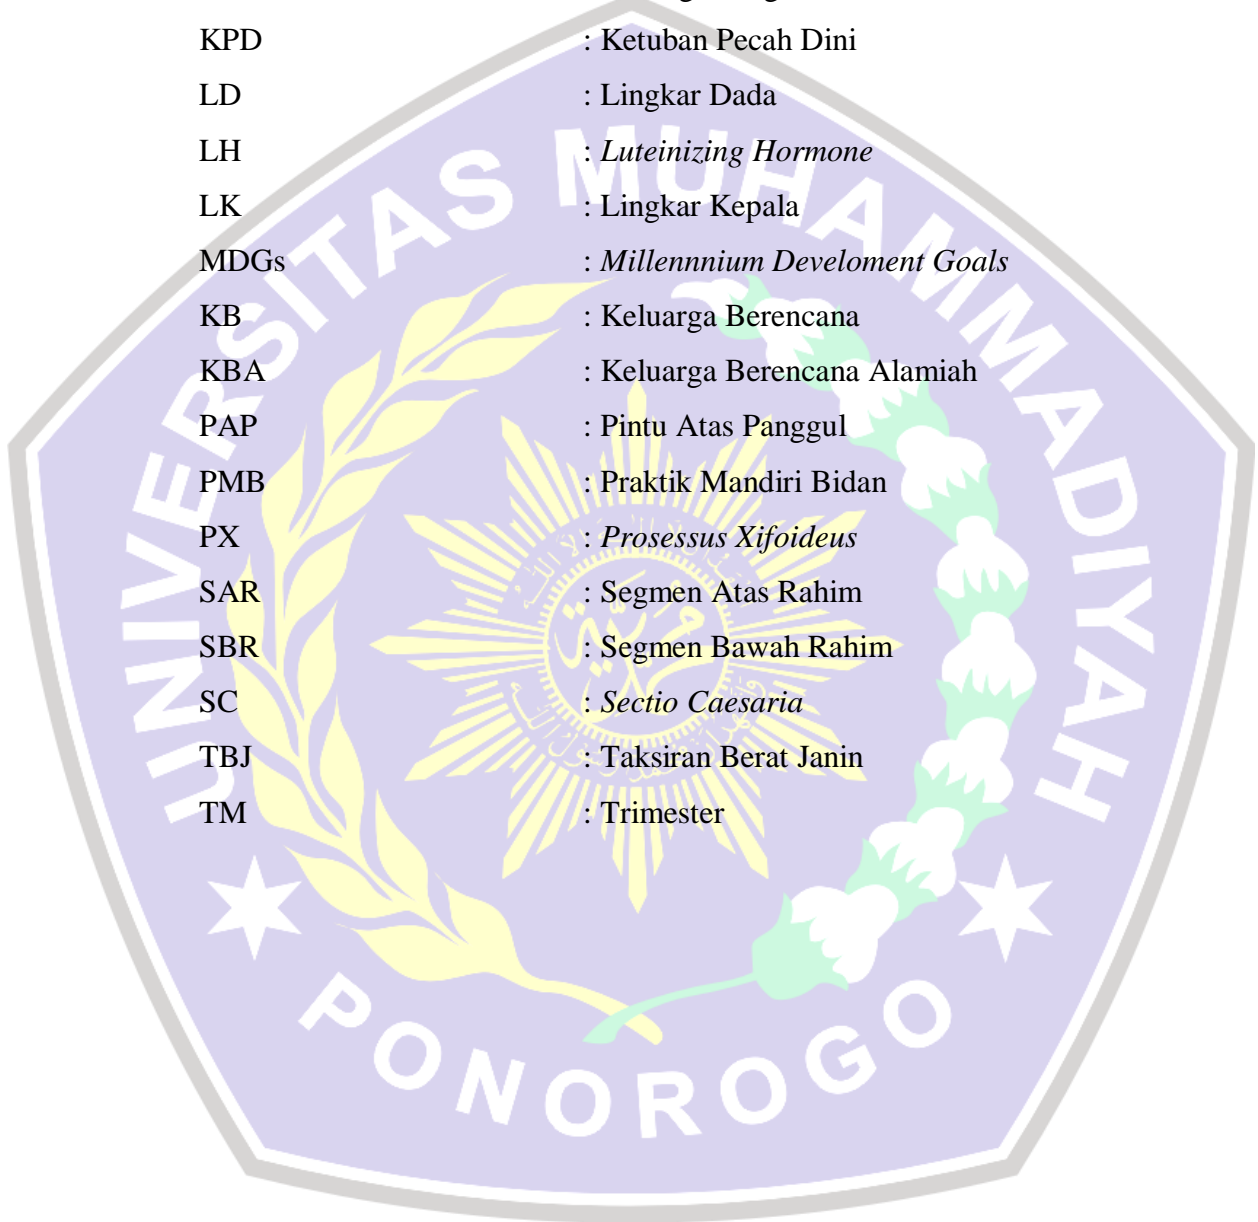 KPD : Ketuban Pecah Dini
LD : Lingkar Dada
LH : Luteinizing Hormone
LK : Lingkar Kepala
MDGs : Millennnium Develoment Goals
KB : Keluarga Berencana
KBA : Keluarga Berencana Alamiah
PAP : Pintu Atas Panggul
PMB : Praktik Mandiri Bidan
PX : Prosessus Xifoideus
SAR : Segmen Atas Rahim
SBR : Segmen Bawah Rahim
SC : Sectio Caesaria
TBJ : Taksiran Berat Janin
TM : Trimester
UNIVERSITAS MUHAMMADIYAH
PONOROGO